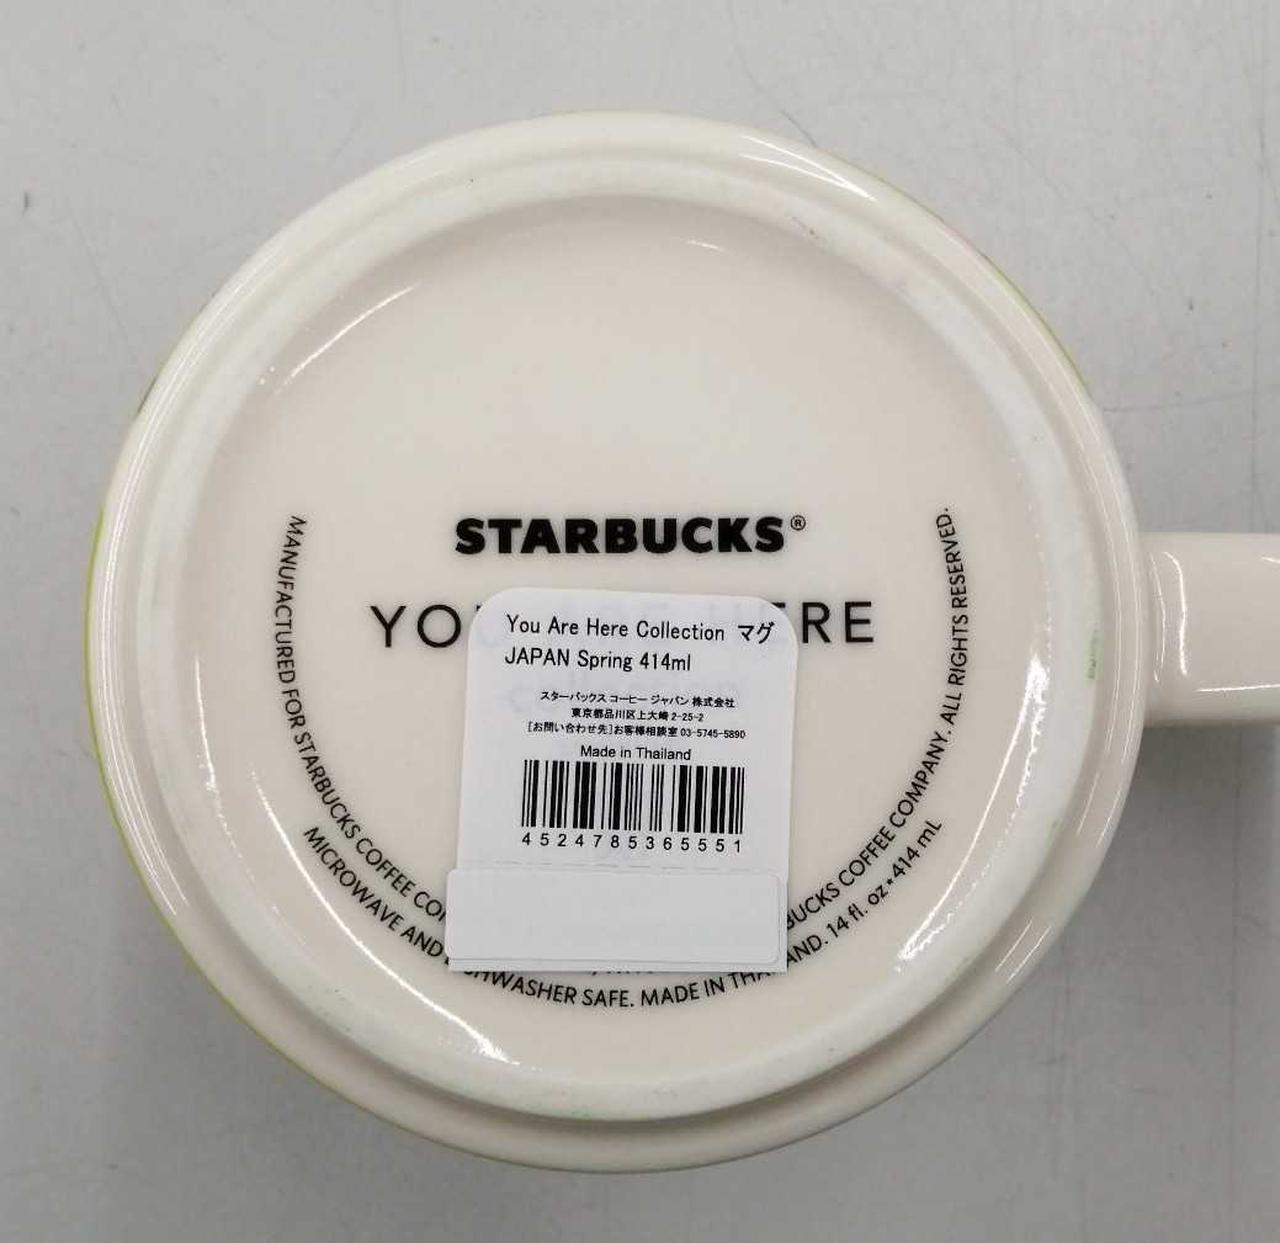 STARBUCKS®
YO RE
You Are Here Collection マグ
JAPAN Spring 414ml
スターバックス コーヒー ジャパン 株式会社
東京都品川区上大崎 2-25-2
[お問い合わせ先]お客様相談室 03-5745-5890
Made in Thailand
4524785365551
MANUFACTURED FOR STARBUCKS COFFEE BUCKS COFFEE COMPANY. ALL RIGHTS RESERVED.
MICROWAVE AND SHWASHER SAFE. MADE IN AND. 14 fl. oz • 414 mL